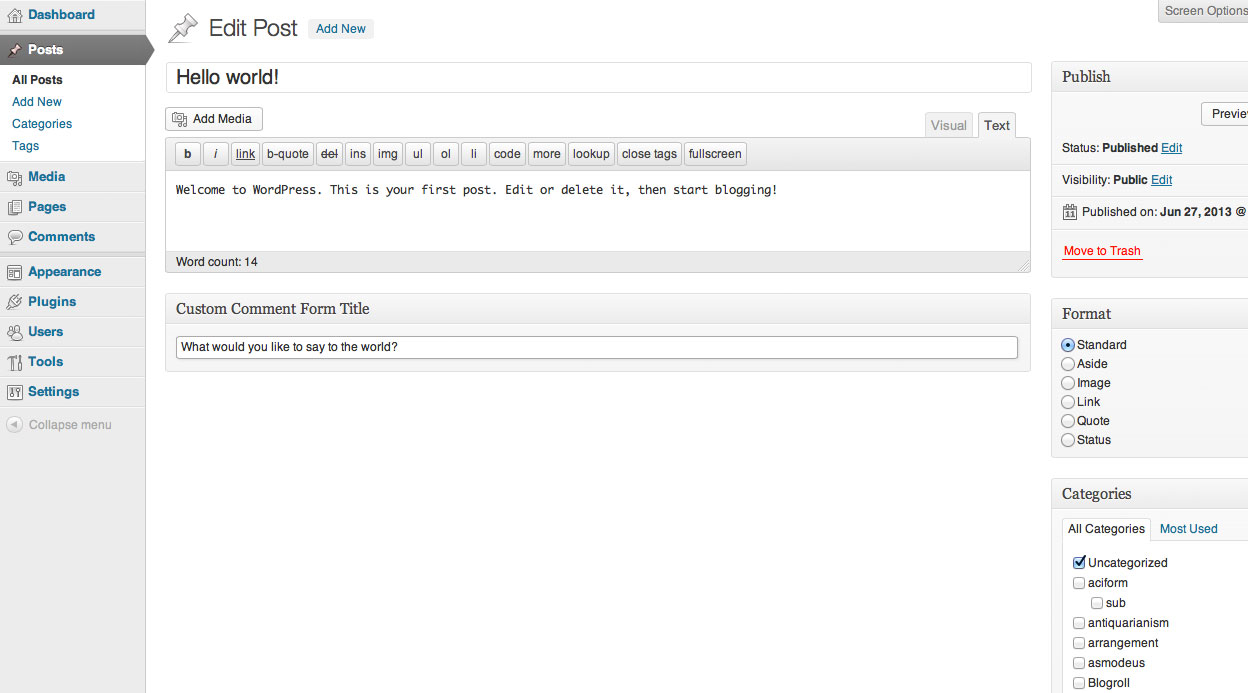 Dashboard
Posts
All Posts
Add New
Categories
Tags
Media
Pages
Comments
Appearance
Plugins
Users
Tools
Settings
Collapse menu
Screen Options
Edit Post Add New
Hello world!
Add Media
Visual Text
b i link b-quote del ins img ul ol li code more lookup close tags fullscreen
Welcome to WordPress. This is your first post. Edit or delete it, then start blogging!
Word count: 14
Custom Comment Form Title
What would you like to say to the world?
Publish
Preview
Status: Published Edit
Visibility: Public Edit
11 Published on: Jun 27, 2013 @
Move to Trash
Format
Standard
Aside
Image
Link
Quote
Status
Categories
All Categories Most Used
Uncategorized
aciform
sub
antiquarianism
arrangement
asmodeus
Blogroll